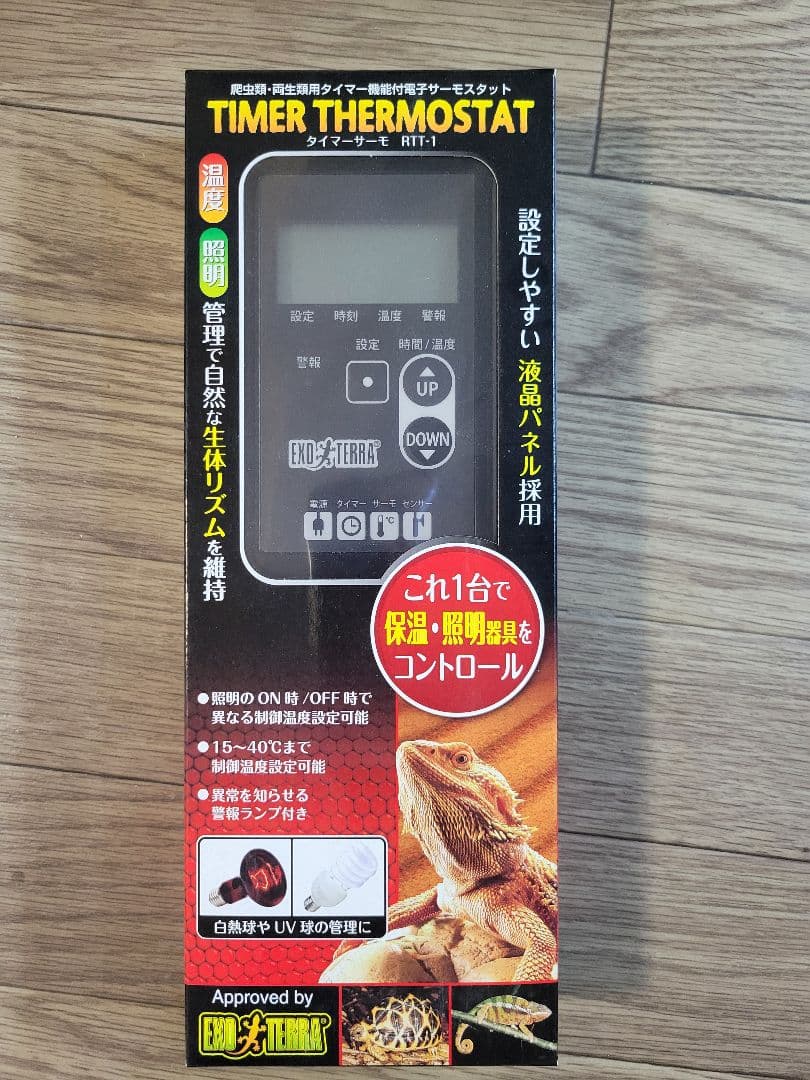 爬虫類・両生類用タイマー機能付電子サーモスタット
TIMER THERMOSTAT
タイマーサーモ RTT-1
温度
照明
管理で自然な生体リズムを維持
設定しやすい液晶パネル採用
設定 時刻 温度 警報
設定 時間/温度
警報
UP
DOWN
EXO TERRA
電源 タイマー サーモ センサー
℃
これ1台で
保温・照明器具を
コントロール
●照明のON時/OFF時で
異なる制御温度設定可能
●15〜40℃まで
制御温度設定可能
●異常を知らせる
警報ランプ付き
白熱球やUV球の管理に
Approved by
EXO TERRA